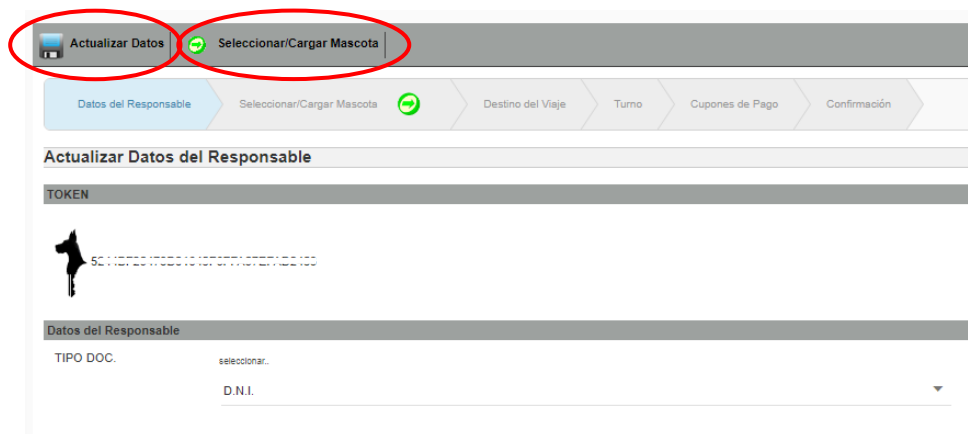 Actualizar Datos Seleccionar/Cargar Mascota
Datos del Responsable Seleccionar/Cargar Mascota Destino del Viaje Turno Cupones de Pago Confirmación
Actualizar Datos del Responsable
TOKEN
Datos del Responsable
TIPO DOC. seleccionar..
D.N.I.